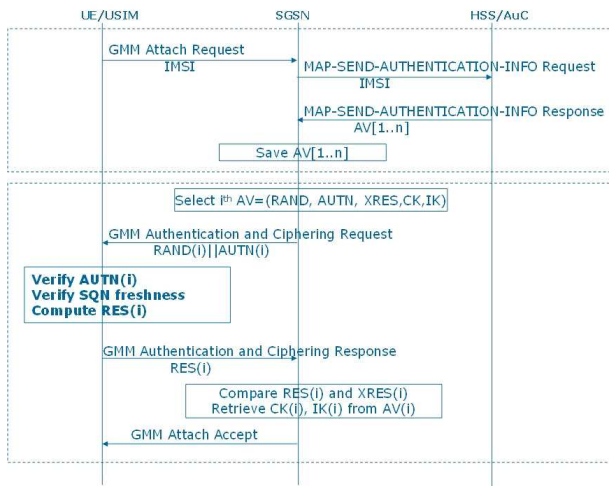 UE/USIM SGSN HSS/AuC
GMM Attach Request
IMSI
MAP-SEND-AUTHENTICATION-INFO Request
IMSI
MAP-SEND-AUTHENTICATION-INFO Response
AV[1..n]
Save AV[1..n]
Select iᵗʰ AV=(RAND, AUTN, XRES,CK,IK)
GMM Authentication and Ciphering Request
RAND(i)||AUTN(i)
Verify AUTN(i)
Verify SQN freshness
Compute RES(i)
GMM Authentication and Ciphering Response
RES(i)
Compare RES(i) and XRES(i)
Retrieve CK(i), IK(i) from AV(i)
GMM Attach Accept